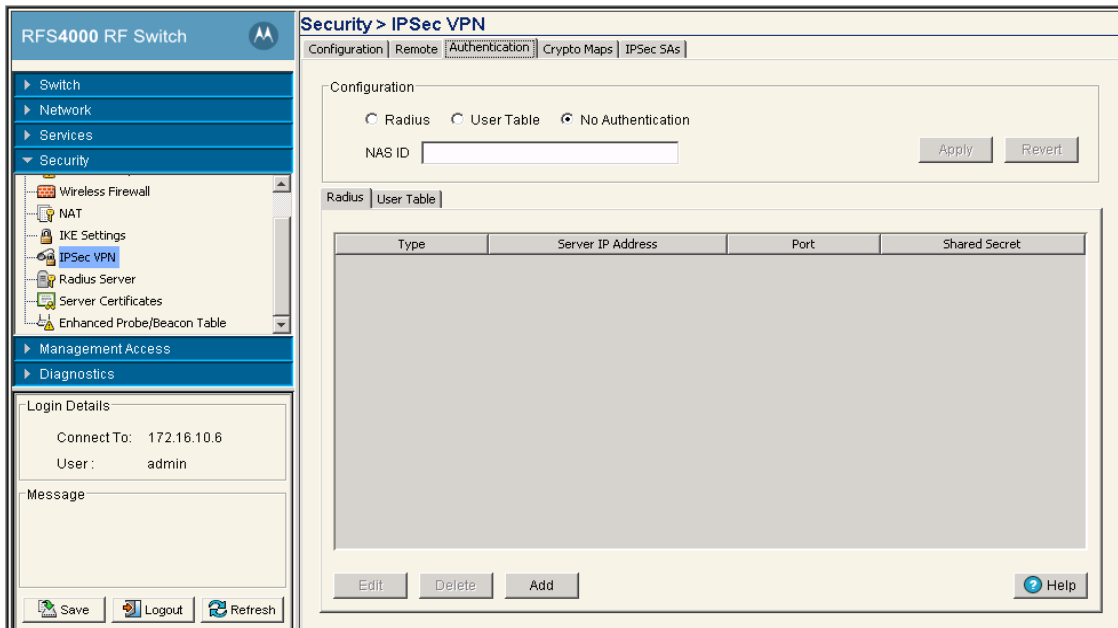 RFS4000 RF Switch
Switch
Network
Services
Security
Wireless Firewall
NAT
IKE Settings
IPSec VPN
Radius Server
Server Certificates
Enhanced Probe/Beacon Table
Management Access
Diagnostics
Login Details
Connect To: 172.16.10.6
User : admin
Message
Save Logout Refresh
Security > IPSec VPN
Configuration Remote Authentication Crypto Maps IPSec SAs
Configuration
Radius User Table No Authentication
NAS ID
Apply Revert
Radius User Table
Type Server IP Address Port Shared Secret
Edit Delete Add
Help